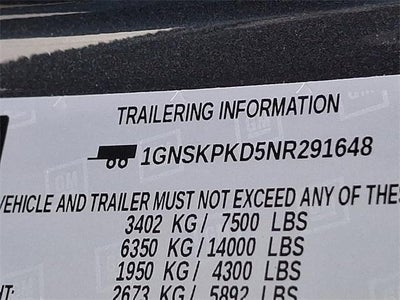 TRAILERING INFORMATION
1GNSKPKD5NR291648
VEHICLE AND TRAILER MUST NOT EXCEED ANY OF
3402 KG / 7500 LBS
6350 KG / 14000 LBS
1950 KG / 4300 LBS
2673 KG / 5892 LBS